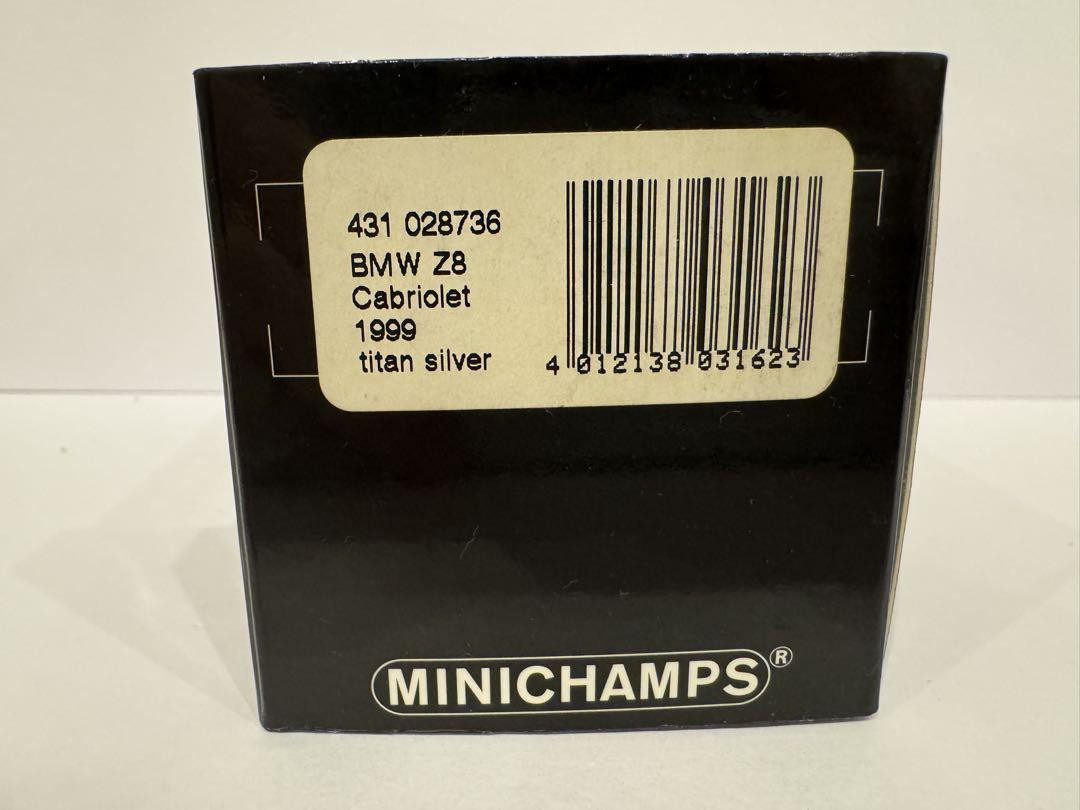 431 028736
BMW Z8
Cabriolet
1999
titan silver
4 012138 031623
MINICHAMPS®